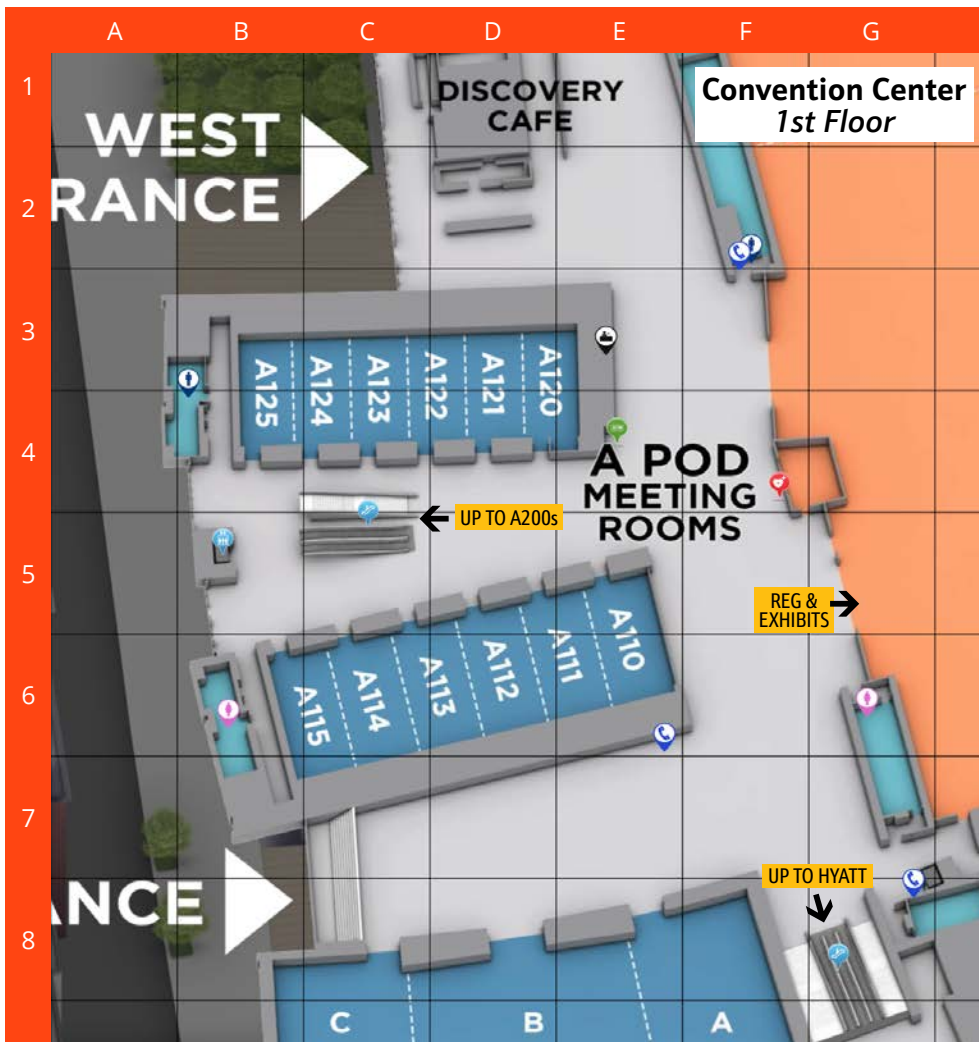 A B C D E F G
1
2
3
4
5
6
7
8
Convention Center
1st Floor
DISCOVERY
CAFE
WEST
RANCE
A125
A124
A123
A122
A121
A120
A POD
MEETING
ROOMS
UP TO A200s
REG &
EXHIBITS
A115
A114
A113
A112
A111
A110
UP TO HYATT
ANCE
C
B
A